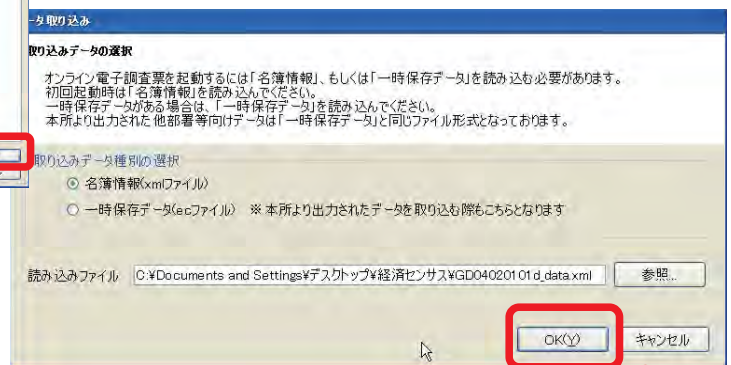 ータ取り込み
取り込みデータの選択
オンライン電子調査票を起動するには「名簿情報」、もしくは「一時保存データ」を読み込む必要があります。
初回起動時は「名簿情報」を読み込んでください。
一時保存データがある場合は、「一時保存データ」を読み込んでください。
本所より出力された他部署等向けデータは「一時保存データ」と同じファイル形式となっております。
取り込みデータ種別の選択
名簿情報(xmlファイル)
一時保存データ(ecファイル) ※本所より出力されたデータを取り込む際もこちらとなります
読み込みファイル C:¥Documents and Settings¥デスクトップ¥経済センサス¥GD04020101d_data.xml 参照...
OK(Y) キャンセル